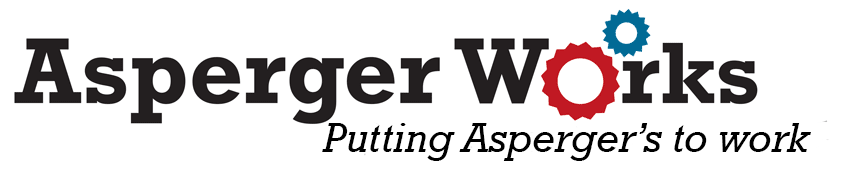 Asperger Works
Putting Asperger's to work